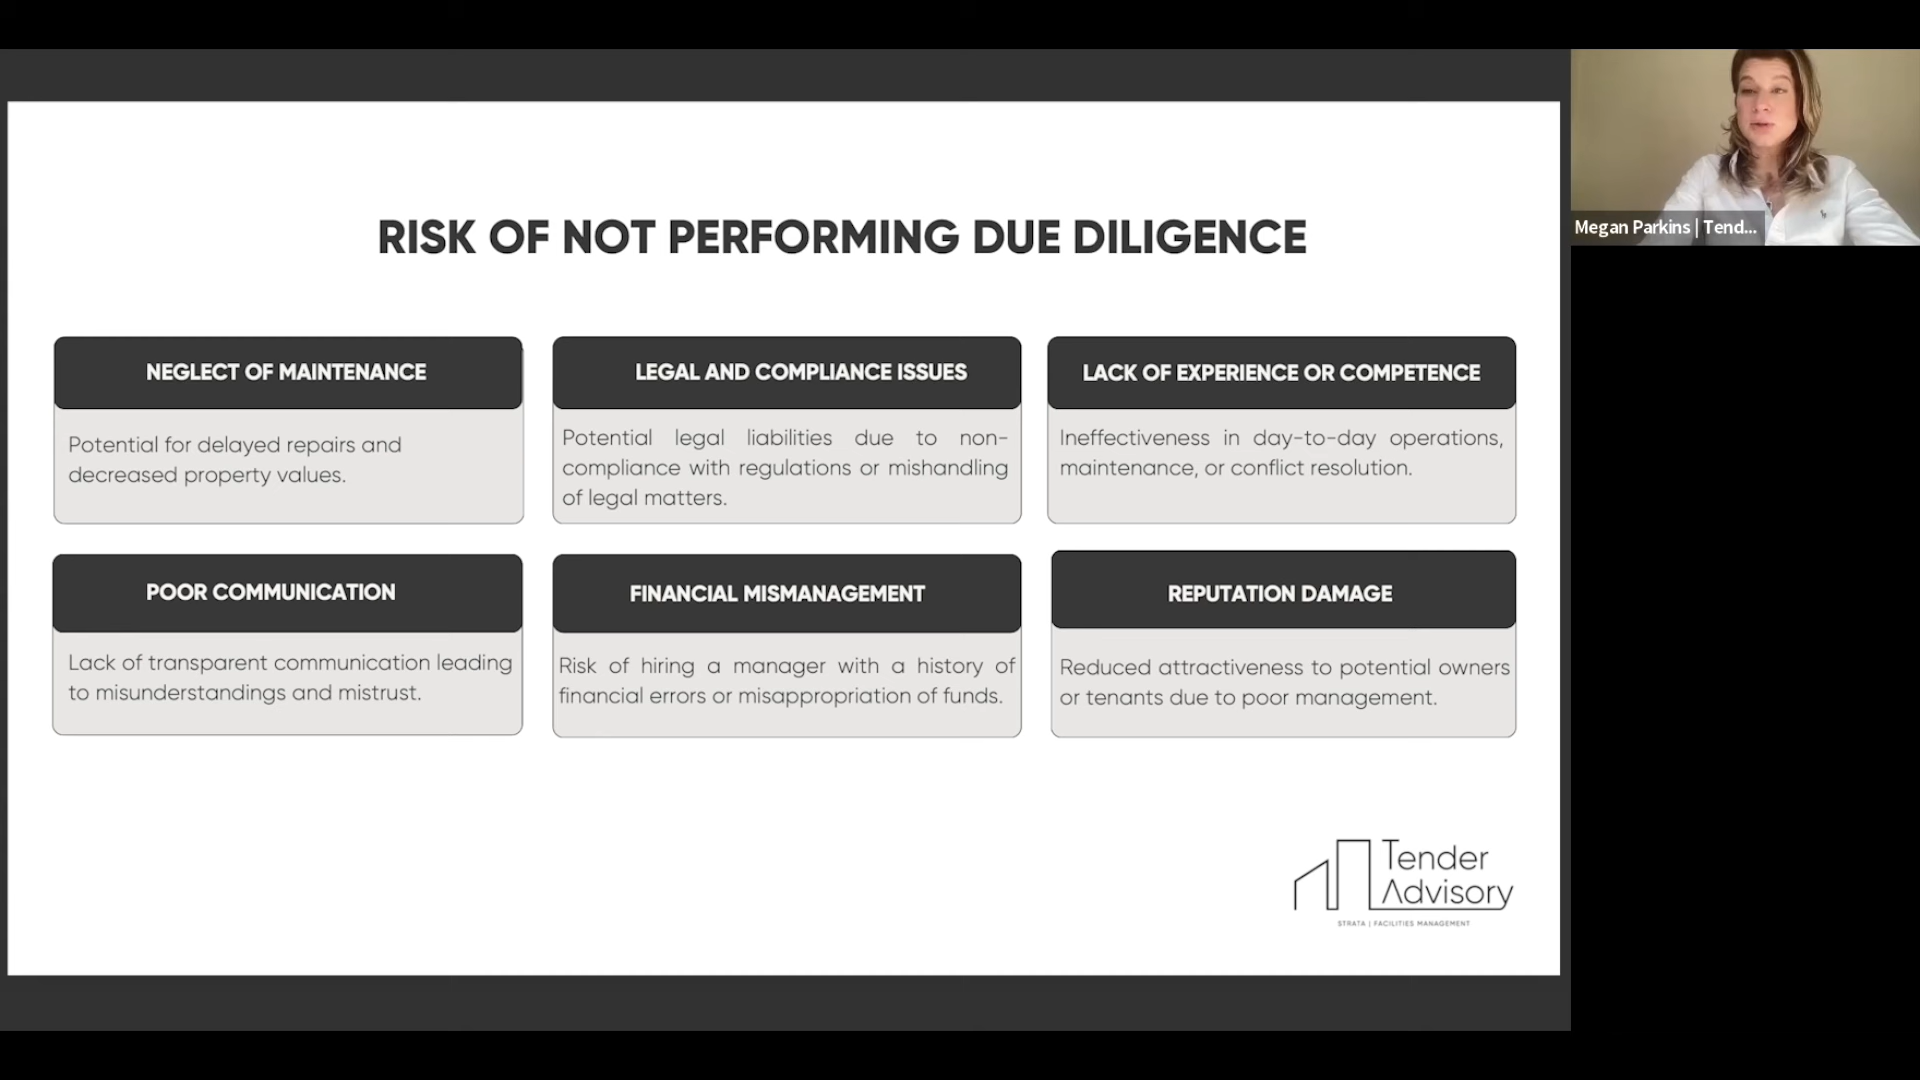 RISK OF NOT PERFORMING DUE DILIGENCE
NEGLECT OF MAINTENANCE
Potential for delayed repairs and
decreased property values.
LEGAL AND COMPLIANCE ISSUES
Potential legal liabilities due to non-
compliance with regulations or mishandling
of legal matters.
LACK OF EXPERIENCE OR COMPETENCE
Ineffectiveness in day-to-day operations,
maintenance, or conflict resolution.
POOR COMMUNICATION
Lack of transparent communication leading
to misunderstandings and mistrust.
FINANCIAL MISMANAGEMENT
Risk of hiring a manager with a history of
financial errors or misappropriation of funds.
REPUTATION DAMAGE
Reduced attractiveness to potential owners
or tenants due to poor management.
Tender
Advisory
STRATA | FACILITIES MANAGEMENT
Megan Parkins | Tend...